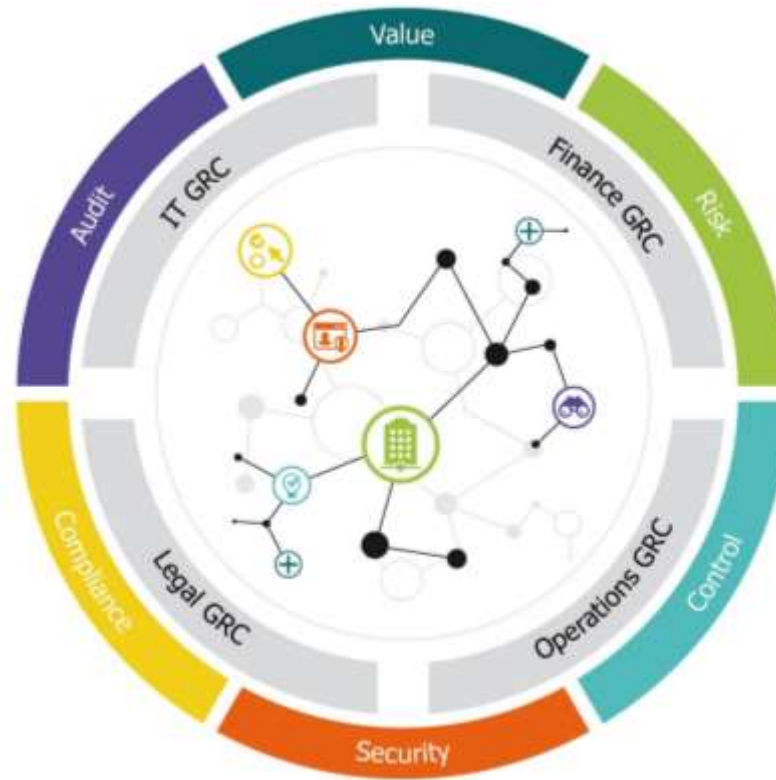 Value
Audit
IT GRC
Finance GRC
Risk
Compliance
Legal GRC
Operations GRC
Control
Security